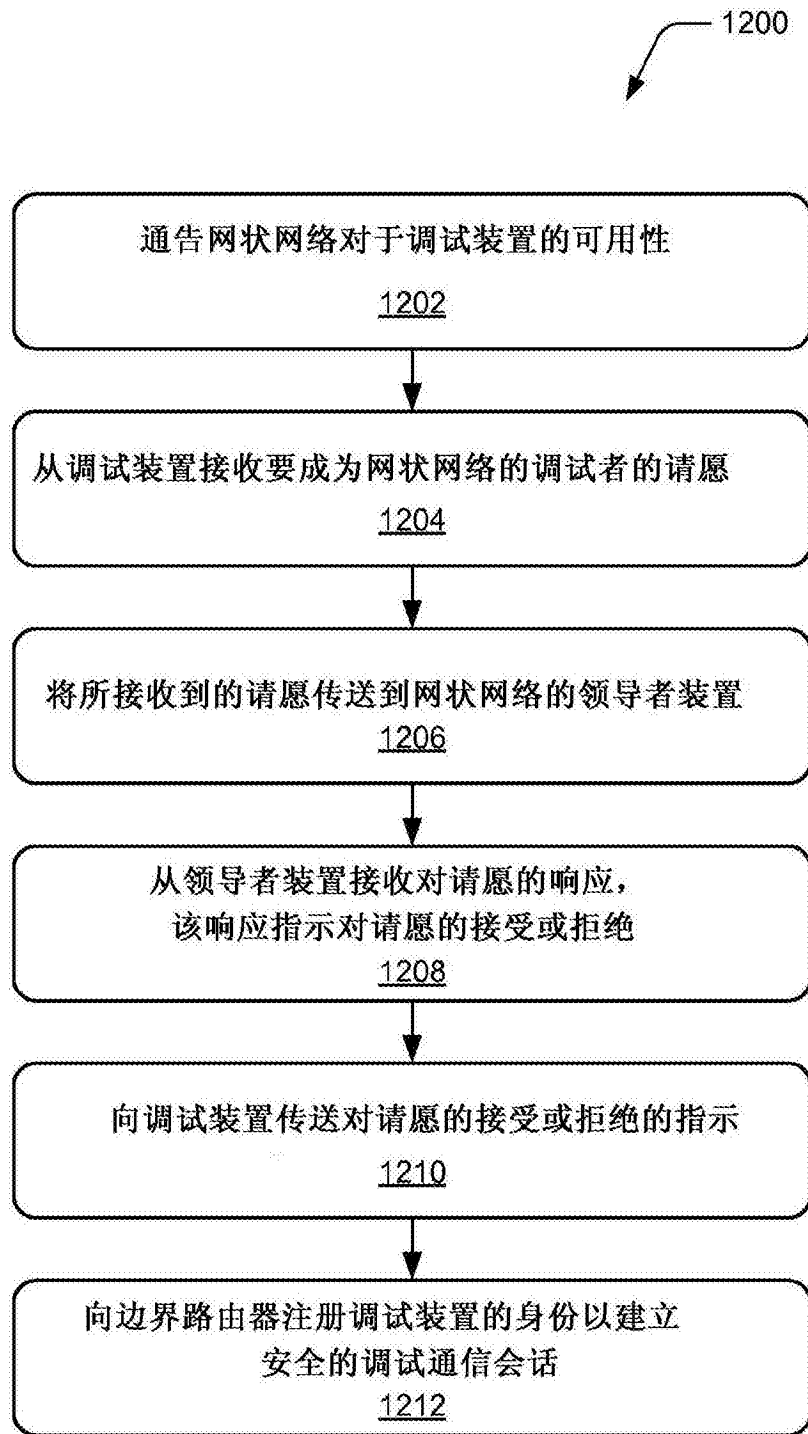 1200
通告网状网络对于调试装置的可用性
1202
从调试装置接收要成为网状网络的调试者的请愿
1204
将所接收到的请愿传送到网状网络的领导者装置
1206
从领导者装置接收对请愿的响应，
该响应指示对请愿的接受或拒绝
1208
向调试装置传送对请愿的接受或拒绝的指示
1210
向边界路由器注册调试装置的身份以建立
安全的调试通信会话
1212